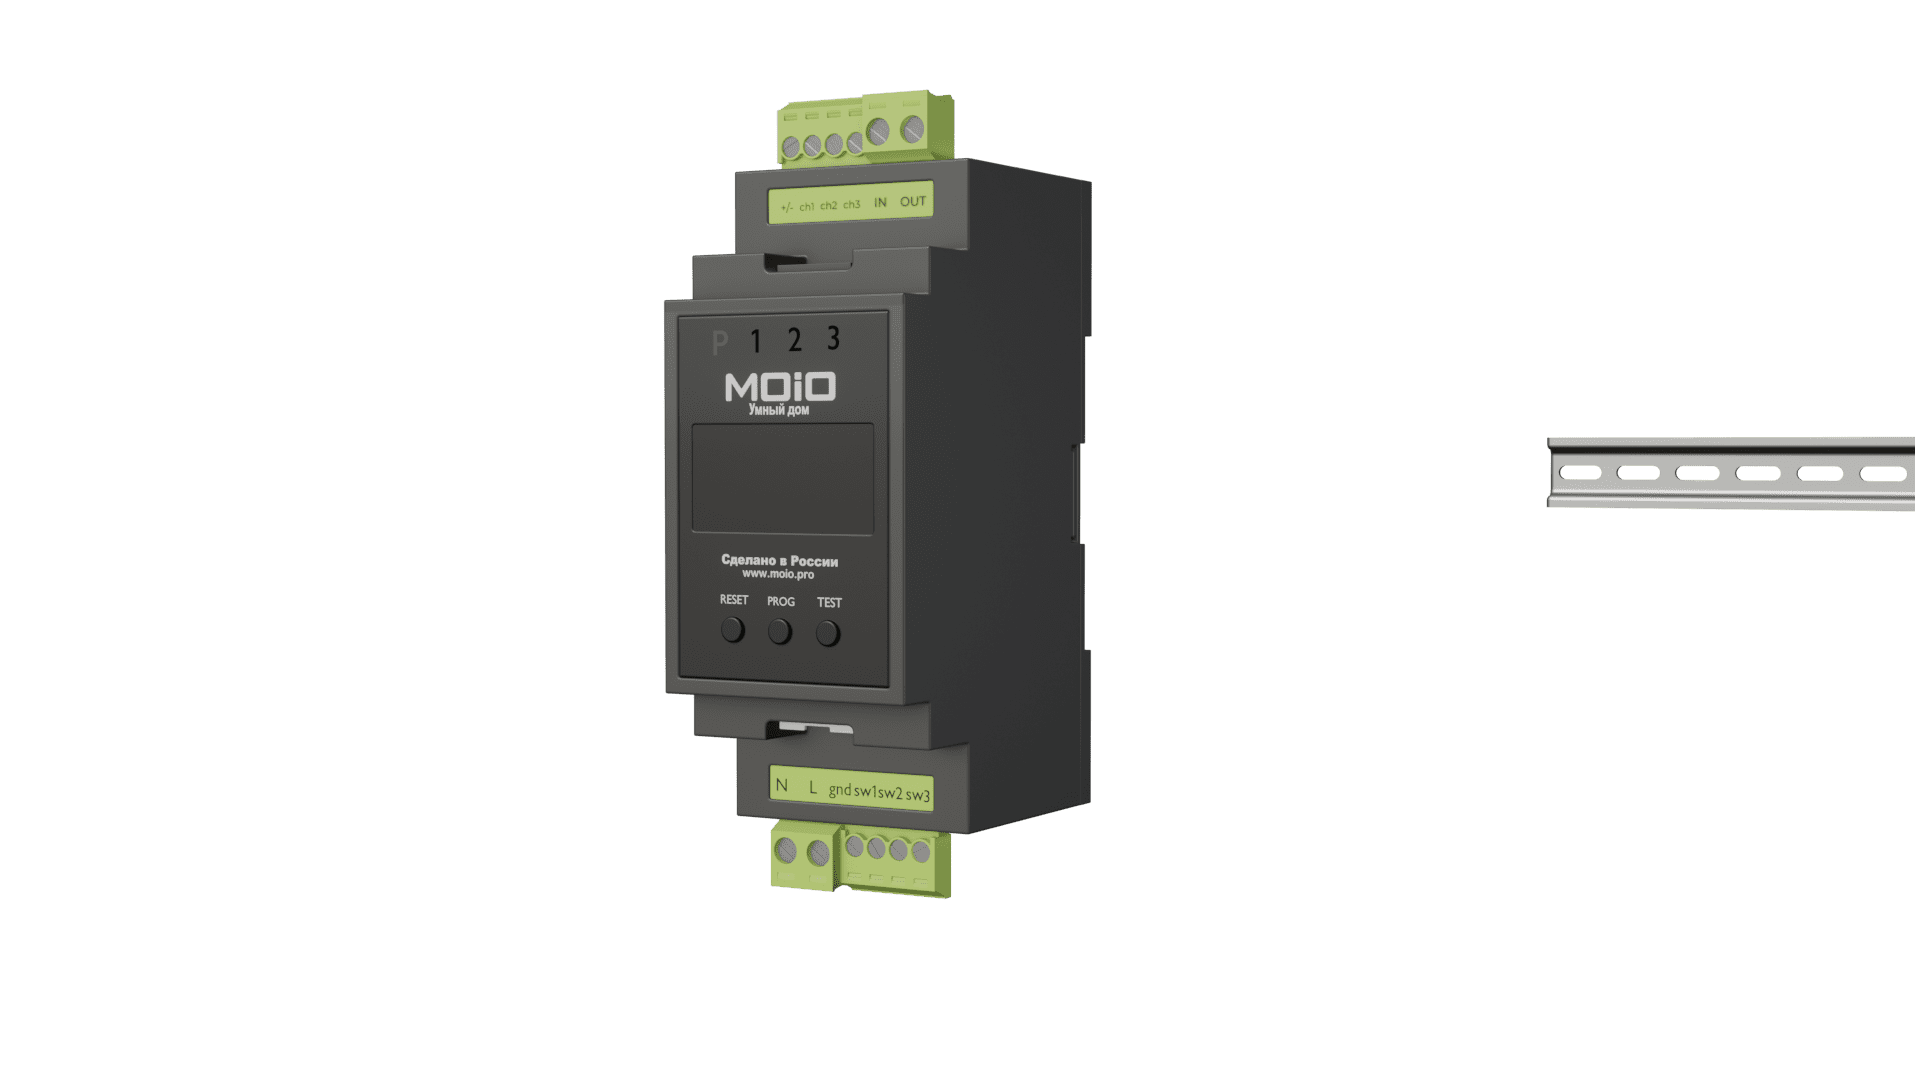 +/- ch1 ch2 ch3 IN OUT
P 1 2 3
MOiO
Умный дом
Сделано в России
www.moio.pro
RESET PROG TEST
N L gnd sw1 sw2 sw3